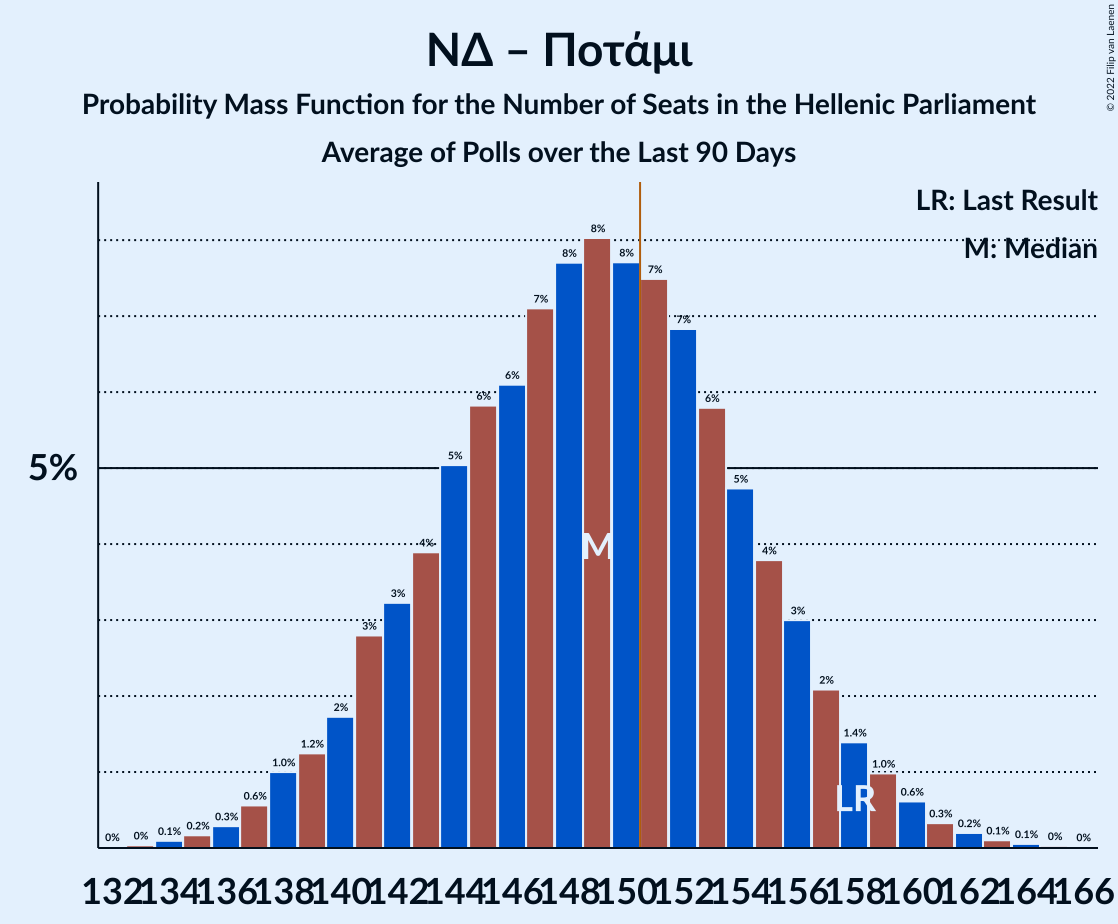 ΝΔ – Ποτάμι
Probability Mass Function for the Number of Seats in the Hellenic Parliament
Average of Polls over the Last 90 Days
© 2022 Filip van Laenen
LR: Last Result
M: Median
5%
0% 0% 0.1% 0.2% 0.3% 0.6% 1.0% 1.2% 2% 3% 3% 4% 5% 6% 6% 7% 8% 8% 8% 7% 7% 6% 5% 4% 3% 2% 1.4% 1.0% 0.6% 0.3% 0.2% 0.1% 0.1% 0% 0%
M
LR
132 134 136 138 140 142 144 146 148 150 152 154 156 158 160 162 164 166